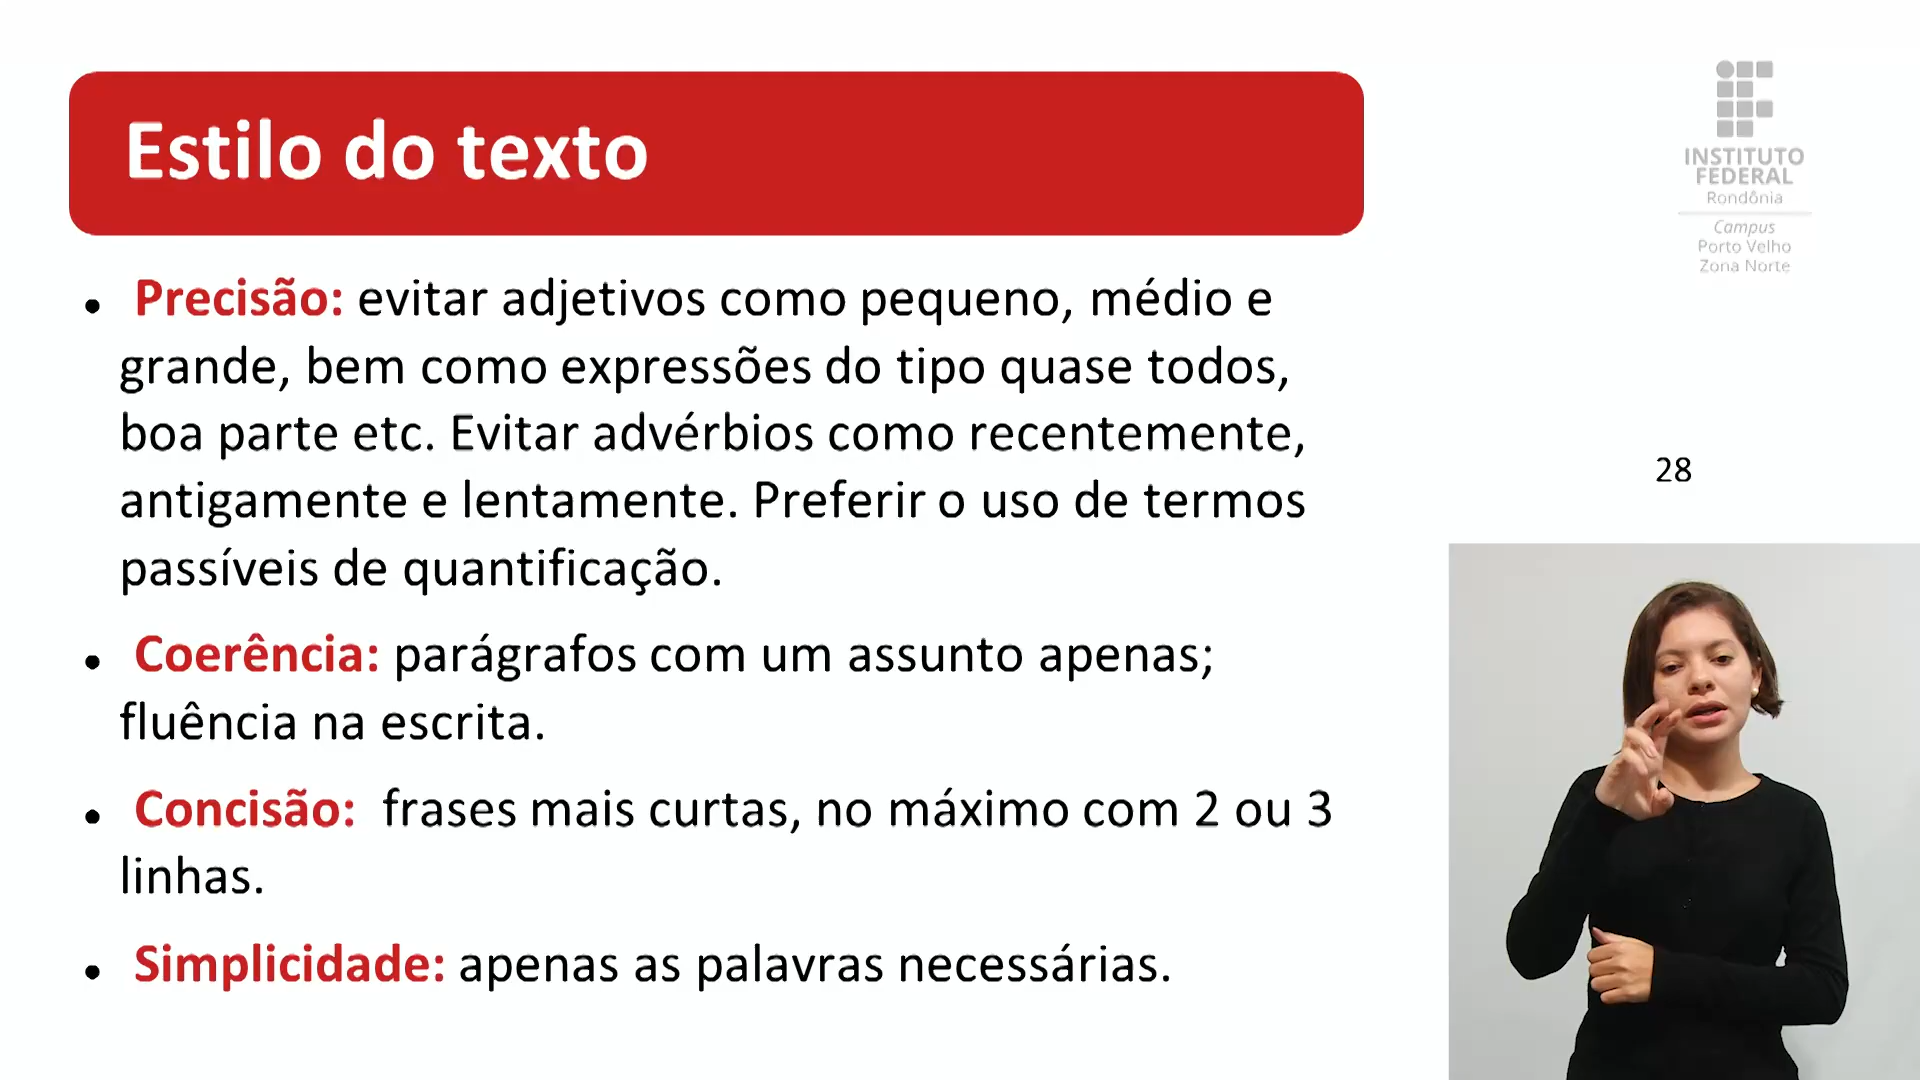 Estilo do texto
INSTITUTO
FEDERAL
Rondônia
Campus
Porto Velho
Zona Norte
• Precisão: evitar adjetivos como pequeno, médio e
grande, bem como expressões do tipo quase todos,
boa parte etc. Evitar advérbios como recentemente,
antigamente e lentamente. Preferir o uso de termos
passíveis de quantificação.
• Coerência: parágrafos com um assunto apenas;
fluência na escrita.
• Concisão: frases mais curtas, no máximo com 2 ou 3
linhas.
• Simplicidade: apenas as palavras necessárias.
28